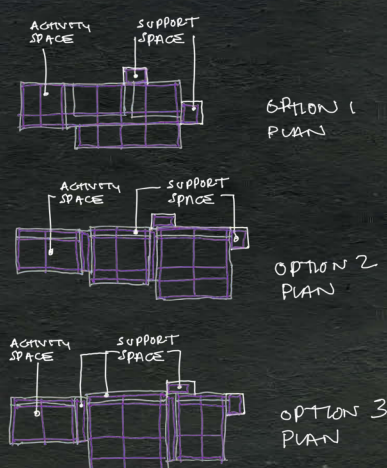 ACTIVITY
SPACE
SUPPORT
SPACE
OPTION 1
PLAN
ACTIVITY
SPACE
SUPPORT
SPACE
OPTION 2
PLAN
ACTIVITY
SPACE
SUPPORT
SPACE
OPTION 3
PLAN